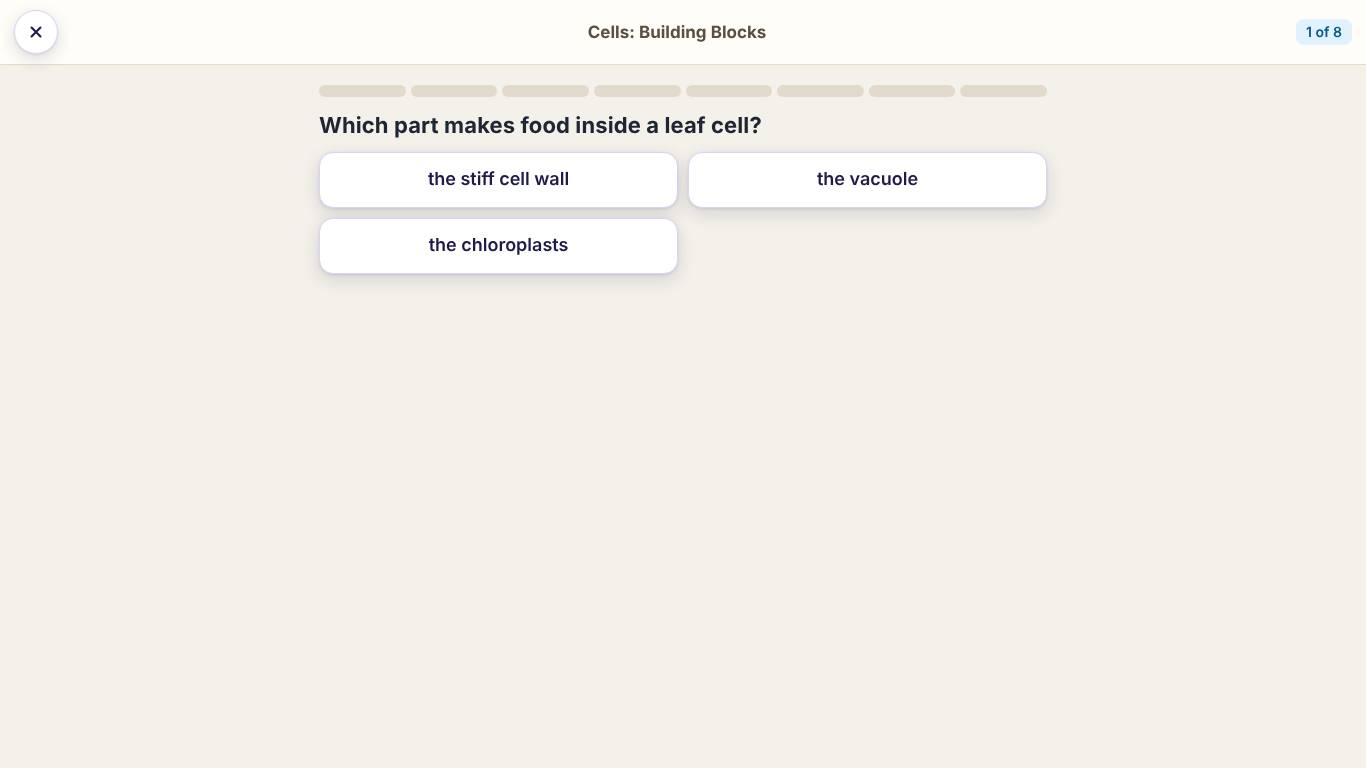 Cells: Building Blocks
1 of 8
Which part makes food inside a leaf cell?
the stiff cell wall
the vacuole
the chloroplasts